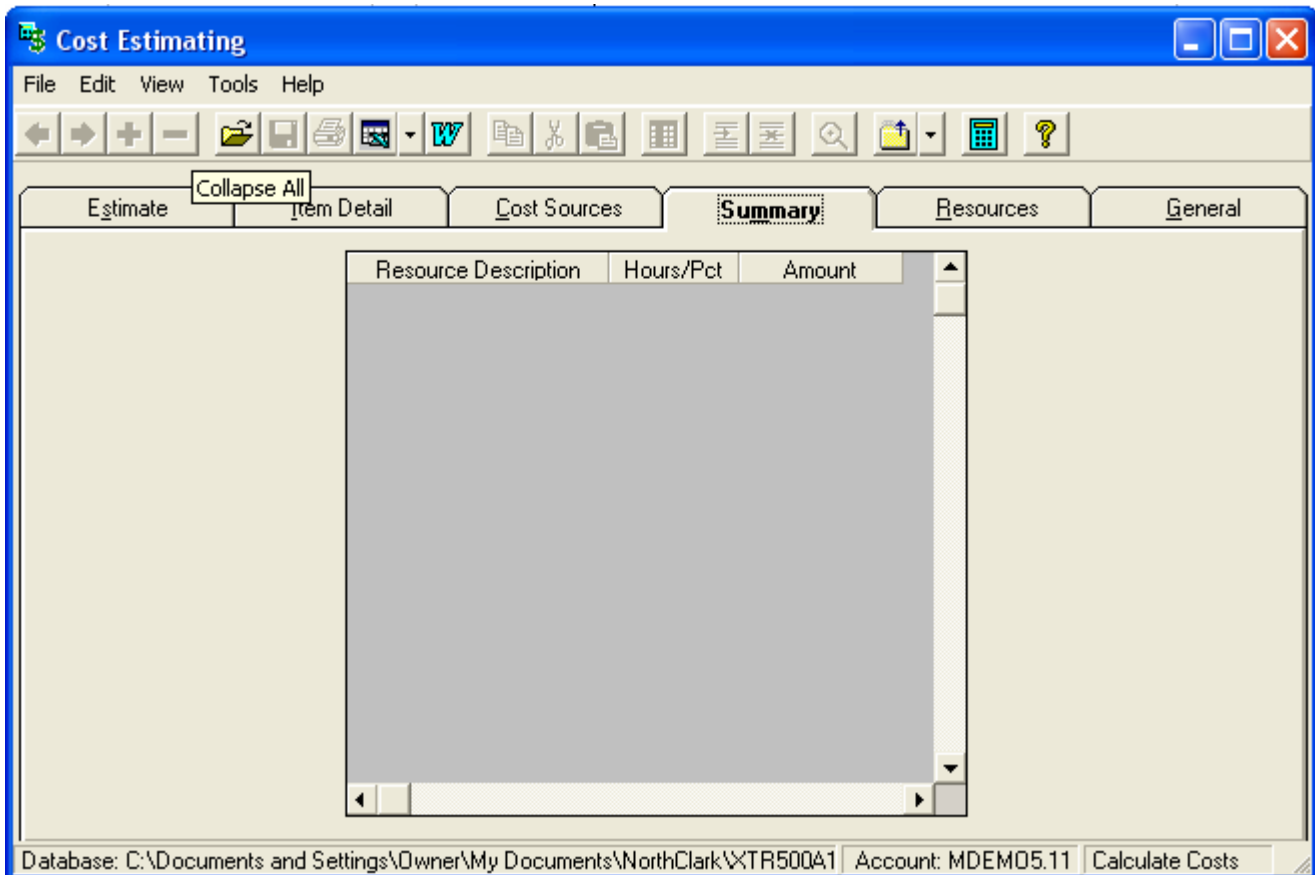 Cost Estimating
File Edit View Tools Help
Collapse All
Estimate Item Detail Cost Sources Summary Resources General
Resource Description Hours/Pct Amount
Database: C:\Documents and Settings\Owner\My Documents\NorthClark\XTR500A1 Account: MDEMO5.11 Calculate Costs